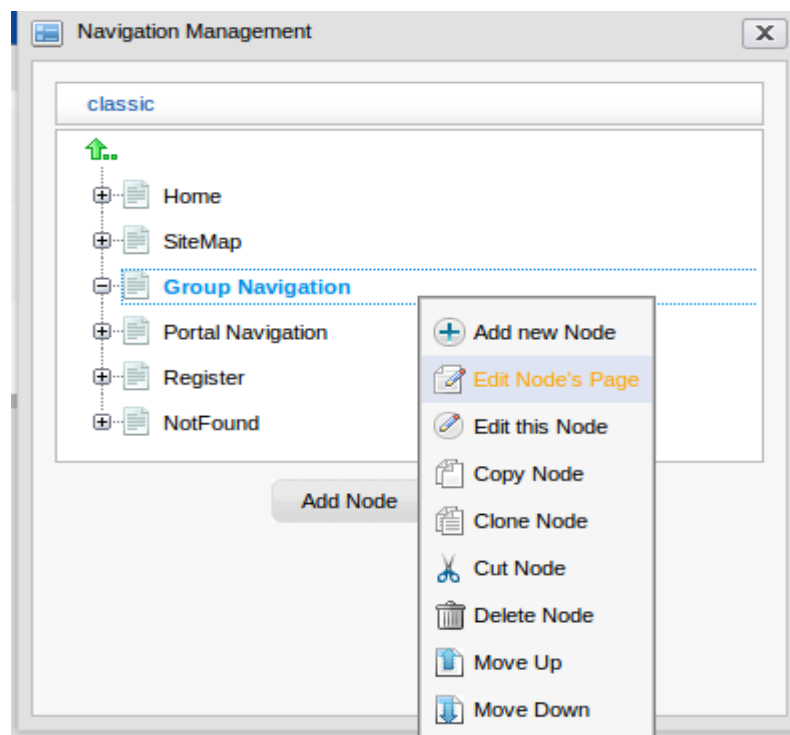 Navigation Management
classic
Home
SiteMap
Group Navigation
Portal Navigation
Register
NotFound
Add Node
Add new Node
Edit Node's Page
Edit this Node
Copy Node
Clone Node
Cut Node
Delete Node
Move Up
Move Down